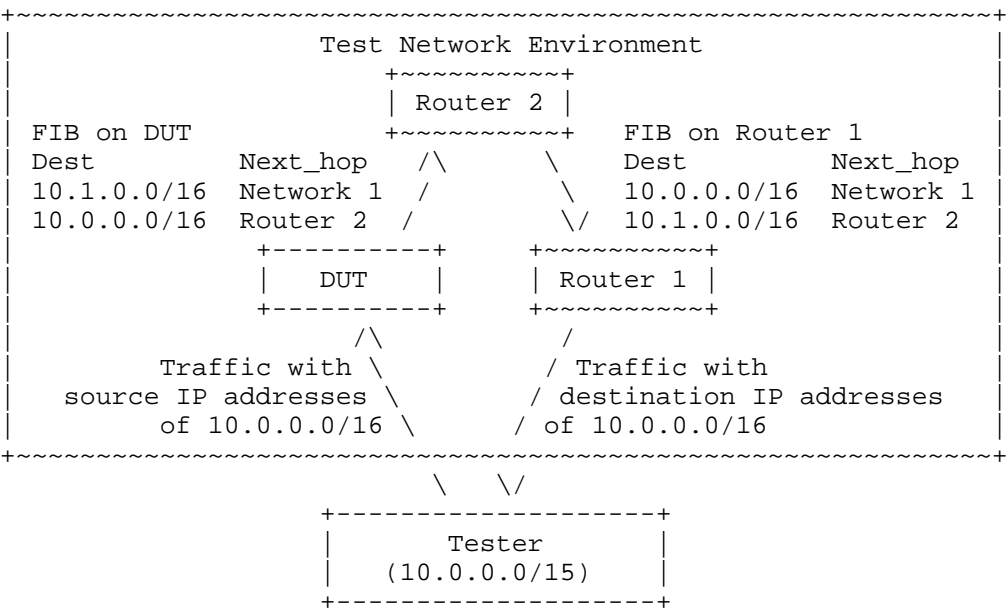 Test Network Environment
Router 2
FIB on DUT FIB on Router 1
Dest Next_hop Dest Next_hop
10.1.0.0/16 Network 1 10.0.0.0/16 Network 1
10.0.0.0/16 Router 2 10.1.0.0/16 Router 2
DUT Router 1
Traffic with Traffic with
source IP addresses destination IP addresses
of 10.0.0.0/16 of 10.0.0.0/16
Tester
(10.0.0.0/15)